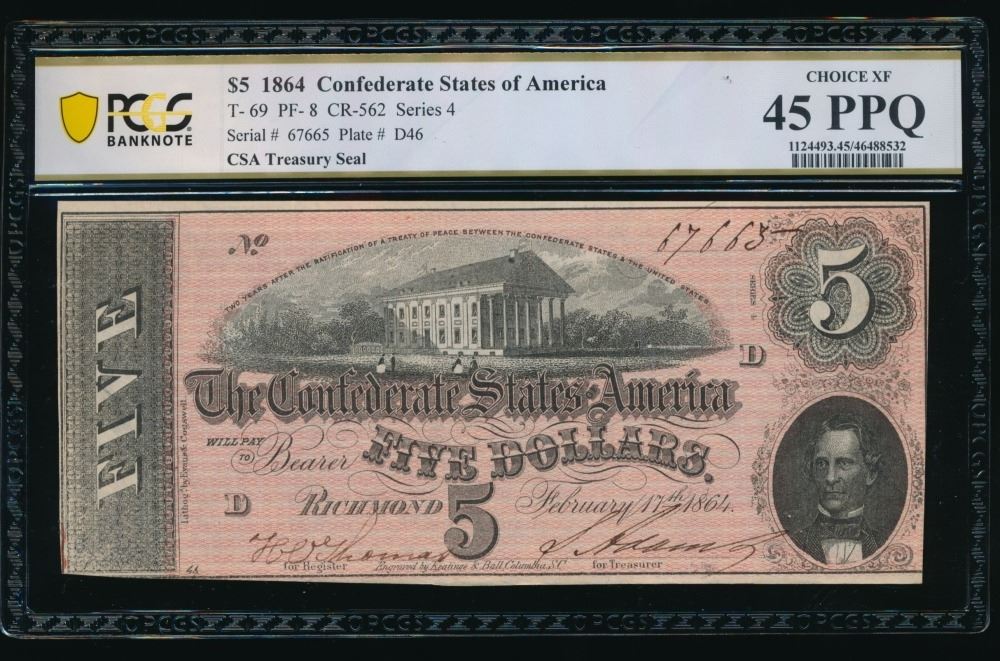 $5 1864 Confederate States of America
T- 69 PF- 8 CR-562 Series 4
Serial # 67665 Plate # D46
CSA Treasury Seal
PCGS
BANKNOTE
CHOICE XF
45 PPQ
1124493.45/46488532
No
67665
TWO YEARS AFTER THE RATIFICATION OF A TREATY OF PEACE BETWEEN THE CONFEDERATE STATES & THE UNITED STATES
5
FIVE
D
The Confederate States of America
WILL PAY
TO Bearer FIVE DOLLARS.
D RICHMOND 5 February 17th 1864.
S. Adams
for Register Engraved by Keatinge & Ball, Columbia, S.C. for Treasurer